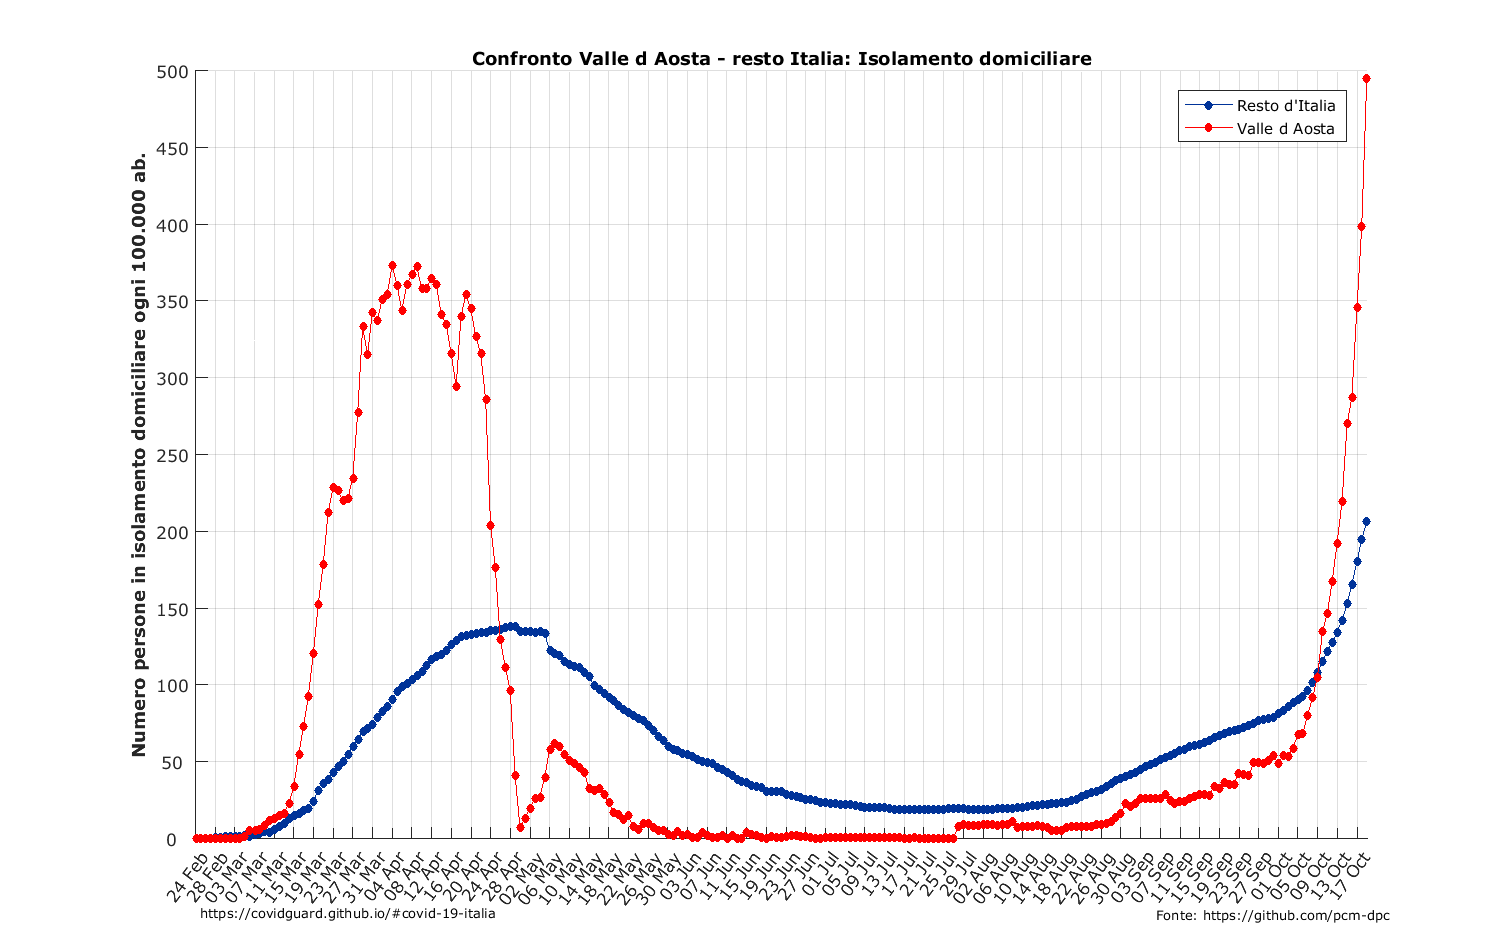 Confronto Valle d Aosta - resto Italia: Isolamento domiciliare
Numero persone in isolamento domiciliare ogni 100.000 ab.
500
450
400
350
300
250
200
150
100
50
0
Resto d'Italia
Valle d Aosta
24 Feb
28 Feb
03 Mar
07 Mar
11 Mar
15 Mar
19 Mar
23 Mar
27 Mar
31 Mar
04 Apr
08 Apr
12 Apr
16 Apr
20 Apr
24 Apr
28 Apr
02 May
06 May
10 May
14 May
18 May
22 May
26 May
30 May
03 Jun
07 Jun
11 Jun
15 Jun
19 Jun
23 Jun
27 Jun
01 Jul
05 Jul
09 Jul
13 Jul
17 Jul
21 Jul
25 Jul
29 Jul
02 Aug
06 Aug
10 Aug
14 Aug
18 Aug
22 Aug
26 Aug
30 Aug
03 Sep
07 Sep
11 Sep
15 Sep
19 Sep
23 Sep
27 Sep
01 Oct
05 Oct
09 Oct
13 Oct
17 Oct
https://covidguard.github.io/#covid-19-italia
Fonte: https://github.com/pcm-dpc